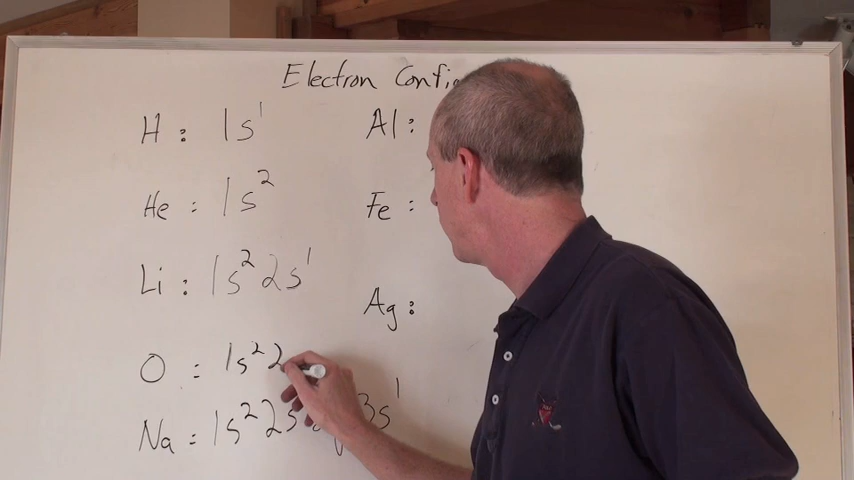 Electron Confi
H : 1s¹
He : 1s²
Li : 1s² 2s¹
O : 1s² 2
Na : 1s² 2s 3s¹
Al :
Fe :
Ag :